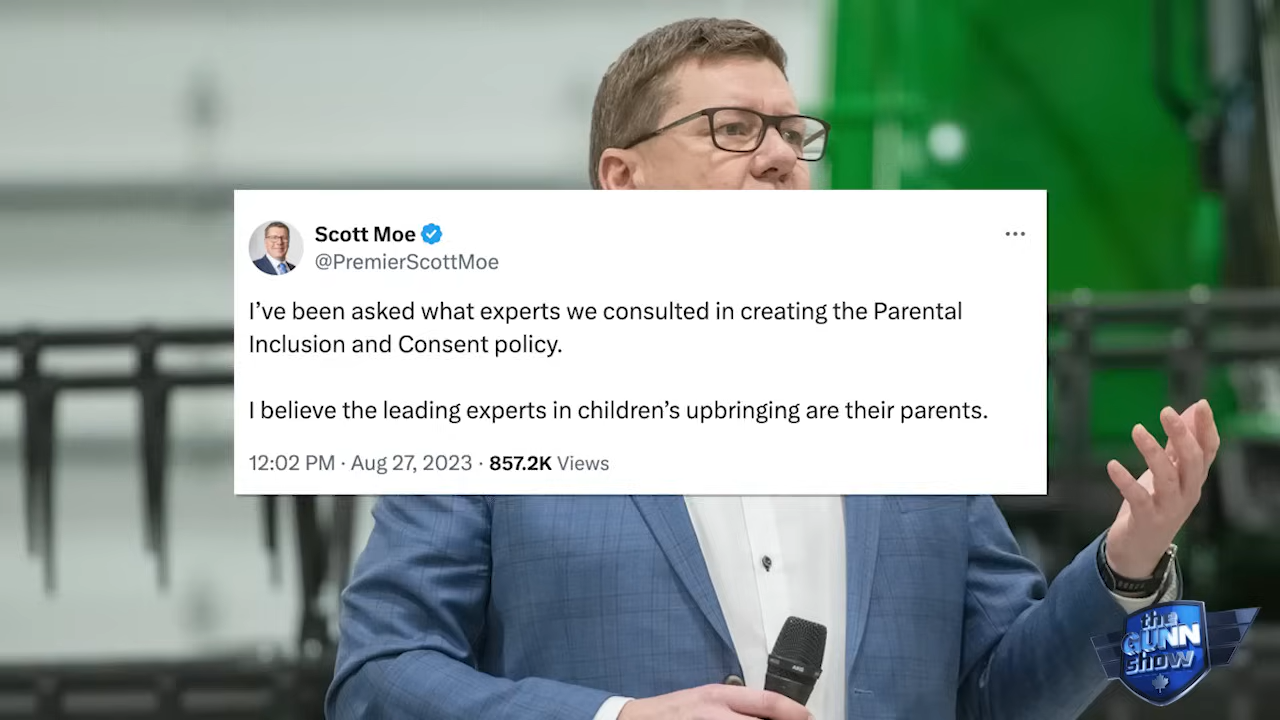 Scott Moe
@PremierScottMoe
I’ve been asked what experts we consulted in creating the Parental
Inclusion and Consent policy.
I believe the leading experts in children’s upbringing are their parents.
12:02 PM · Aug 27, 2023 · 857.2K Views
the
GUNN
show